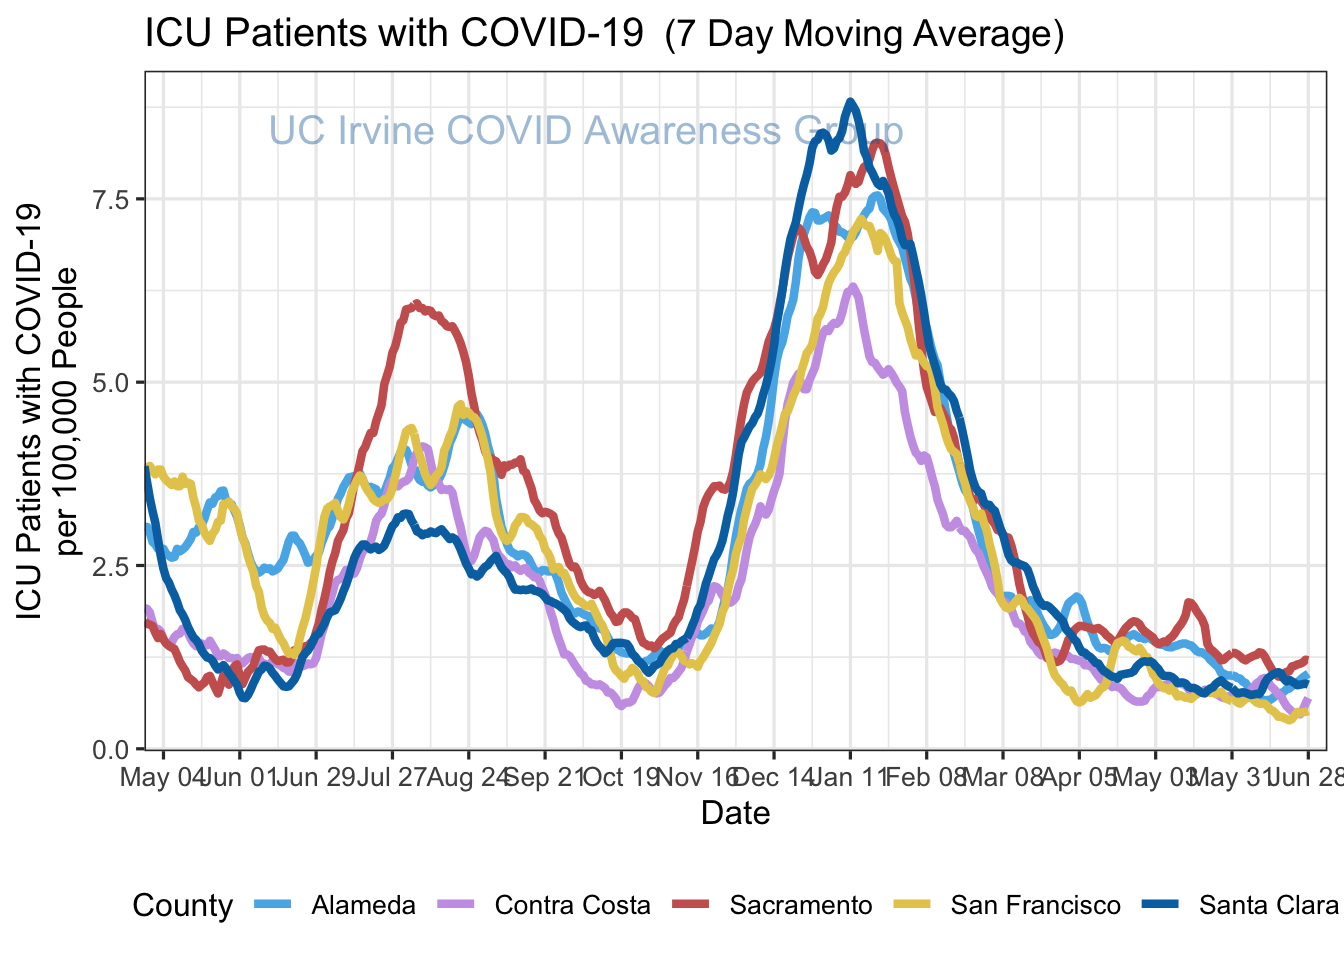 ICU Patients with COVID-19  (7 Day Moving Average)
UC Irvine COVID Awareness Group
ICU Patients with COVID-19
per 100,000 People
7.5
5.0
2.5
0.0
May 04 Jun 01 Jun 29 Jul 27 Aug 24 Sep 21 Oct 19 Nov 16 Dec 14 Jan 11 Feb 08 Mar 08 Apr 05 May 03 May 31 Jun 28
Date
County Alameda Contra Costa Sacramento San Francisco Santa Clara